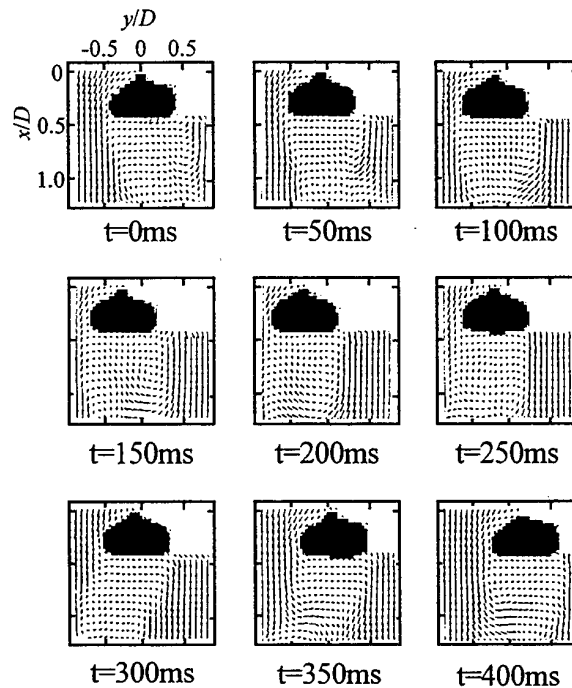 y/D
-0.5 0 0.5
0
0.5
x/D
1.0
t=0ms t=50ms t=100ms
t=150ms t=200ms t=250ms
t=300ms t=350ms t=400ms